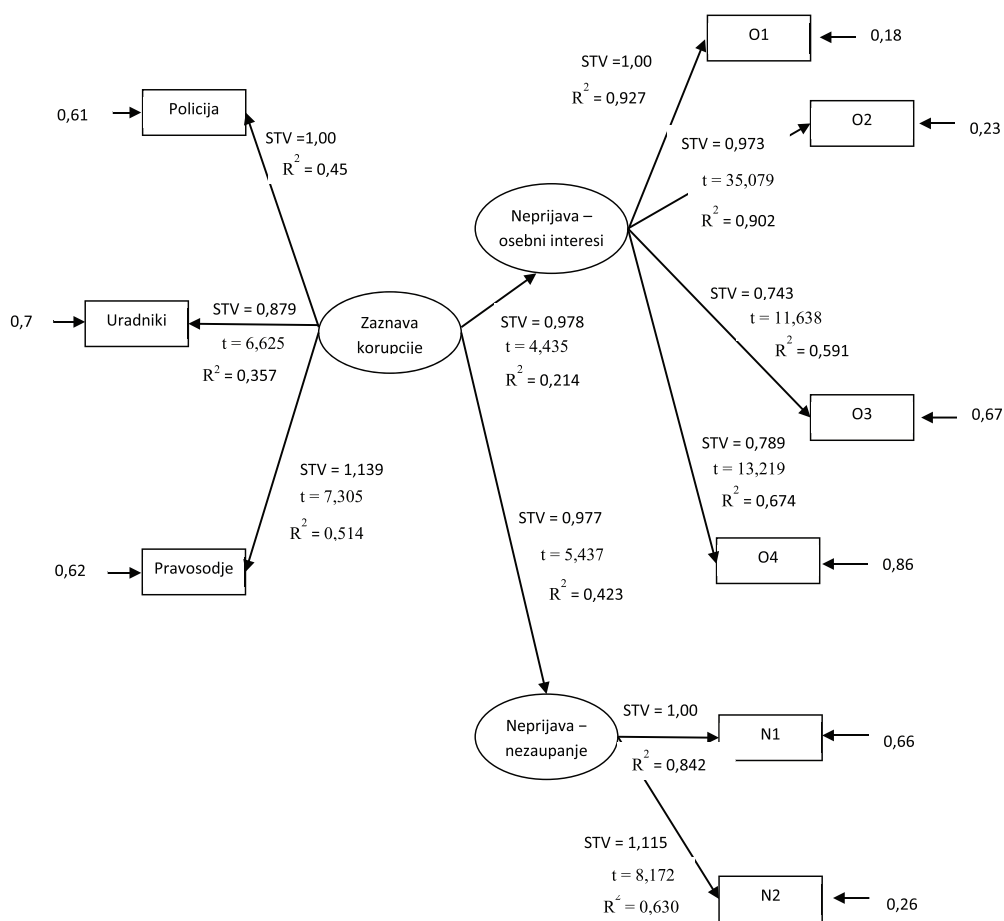 O1
0,18
STV =1,00
R² = 0,927
Policija
0,61
STV =1,00
R² = 0,45
O2
0,23
STV = 0,973
t = 35,079
R² = 0,902
Neprijava –
osebni interesi
Uradniki
0,7
STV = 0,879
t = 6,625
R² = 0,357
Zaznava
korupcije
STV = 0,978
t = 4,435
R² = 0,214
STV = 0,743
t = 11,638
R² = 0,591
O3
0,67
STV = 0,789
t = 13,219
R² = 0,674
STV = 1,139
t = 7,305
R² = 0,514
Pravosodje
0,62
STV = 0,977
t = 5,437
R² = 0,423
O4
0,86
Neprijava –
nezaupanje
STV = 1,00
R² = 0,842
N1
0,66
STV = 1,115
t = 8,172
R² = 0,630
N2
0,26